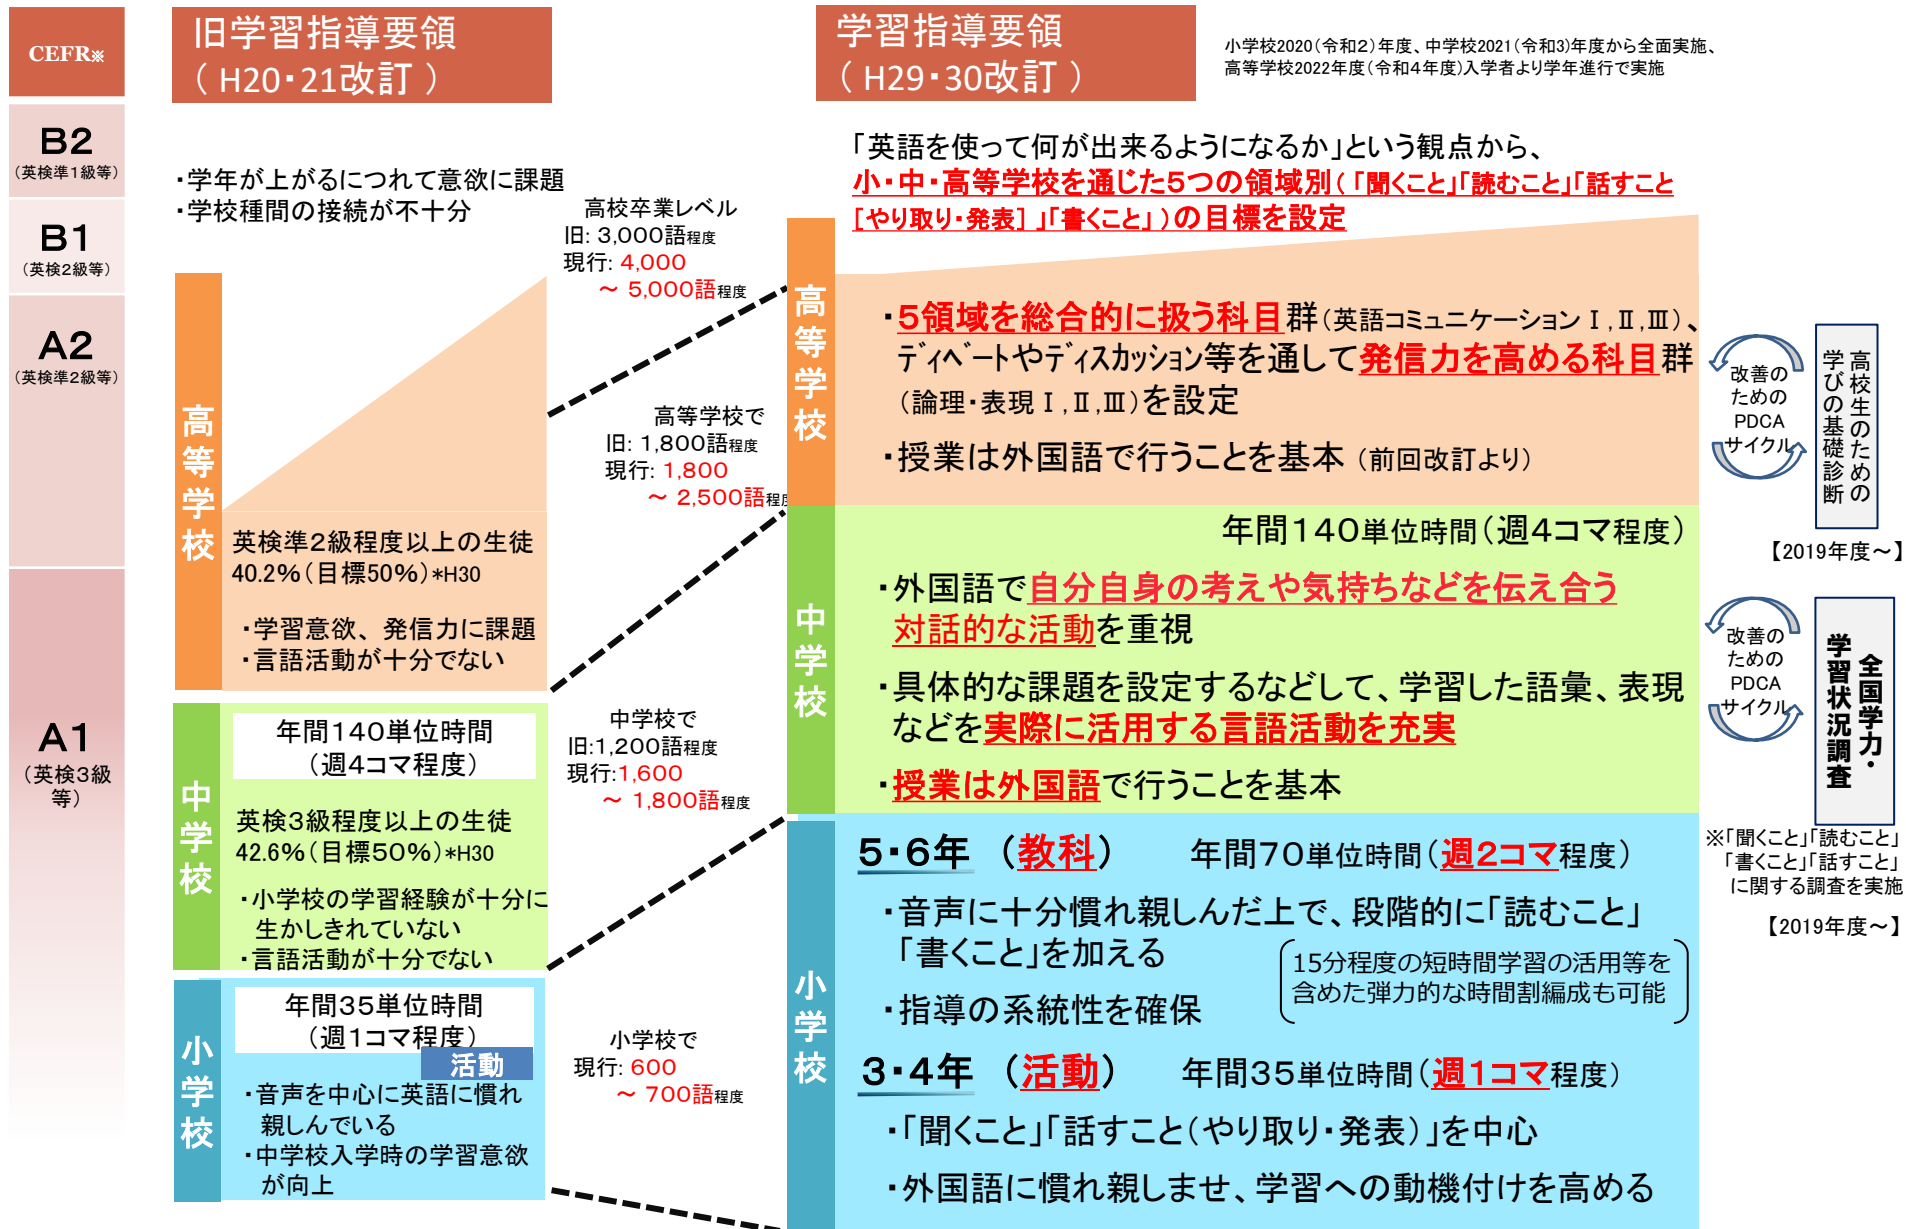 CEFR※
B2
(英検準1級等)
B1
(英検2級等)
A2
(英検準2級等)
A1
(英検3級
等)
旧学習指導要領
( H20・21改訂 )
・学年が上がるにつれて意欲に課題
・学校種間の接続が不十分
高等学校
英検準2級程度以上の生徒
40.2%(目標50%)*H30
・学習意欲、発信力に課題
・言語活動が十分でない
中学校
年間140単位時間
(週4コマ程度)
英検3級程度以上の生徒
42.6%(目標50%)*H30
・小学校の学習経験が十分に
生かしきれていない
・言語活動が十分でない
小学校
年間35単位時間
(週1コマ程度)
活動
・音声を中心に英語に慣れ
親しんでいる
・中学校入学時の学習意欲
が向上
高校卒業レベル
旧: 3,000語程度
現行: 4,000
～ 5,000語程度
高等学校で
旧: 1,800語程度
現行: 1,800
～ 2,500語程度
中学校で
旧:1,200語程度
現行:1,600
～ 1,800語程度
小学校で
現行: 600
～ 700語程度
学習指導要領
( H29・30改訂 )
小学校2020(令和2)年度、中学校2021(令和3)年度から全面実施、
高等学校2022年度(令和4年度)入学者より学年進行で実施
「英語を使って何が出来るようになるか」という観点から、
小・中・高等学校を通じた5つの領域別(「聞くこと」「読むこと」「話すこと
[やり取り・発表]」「書くこと」)の目標を設定
高等学校
・5領域を総合的に扱う科目群(英語コミュニケーションⅠ,Ⅱ,Ⅲ)、
ディベートやディスカッション等を通して発信力を高める科目群
(論理・表現Ⅰ,Ⅱ,Ⅲ)を設定
・授業は外国語で行うことを基本(前回改訂より)
中学校
年間140単位時間(週4コマ程度)
・外国語で自分自身の考えや気持ちなどを伝え合う
対話的な活動を重視
・具体的な課題を設定するなどして、学習した語彙、表現
などを実際に活用する言語活動を充実
・授業は外国語で行うことを基本
小学校
5・6年 (教科) 年間70単位時間(週2コマ程度)
・音声に十分慣れ親しんだ上で、段階的に「読むこと」
「書くこと」を加える
15分程度の短時間学習の活用等を
含めた弾力的な時間割編成も可能
・指導の系統性を確保
3・4年 (活動) 年間35単位時間(週1コマ程度)
・「聞くこと」「話すこと(やり取り・発表)」を中心
・外国語に慣れ親しませ、学習への動機付けを高める
改善の
ための
PDCA
サイクル
高校生のための
学びの基礎診断
【2019年度～】
改善の
ための
PDCA
サイクル
全国学力・
学習状況調査
※「聞くこと」「読むこと」
「書くこと」「話すこと」
に関する調査を実施
【2019年度～】